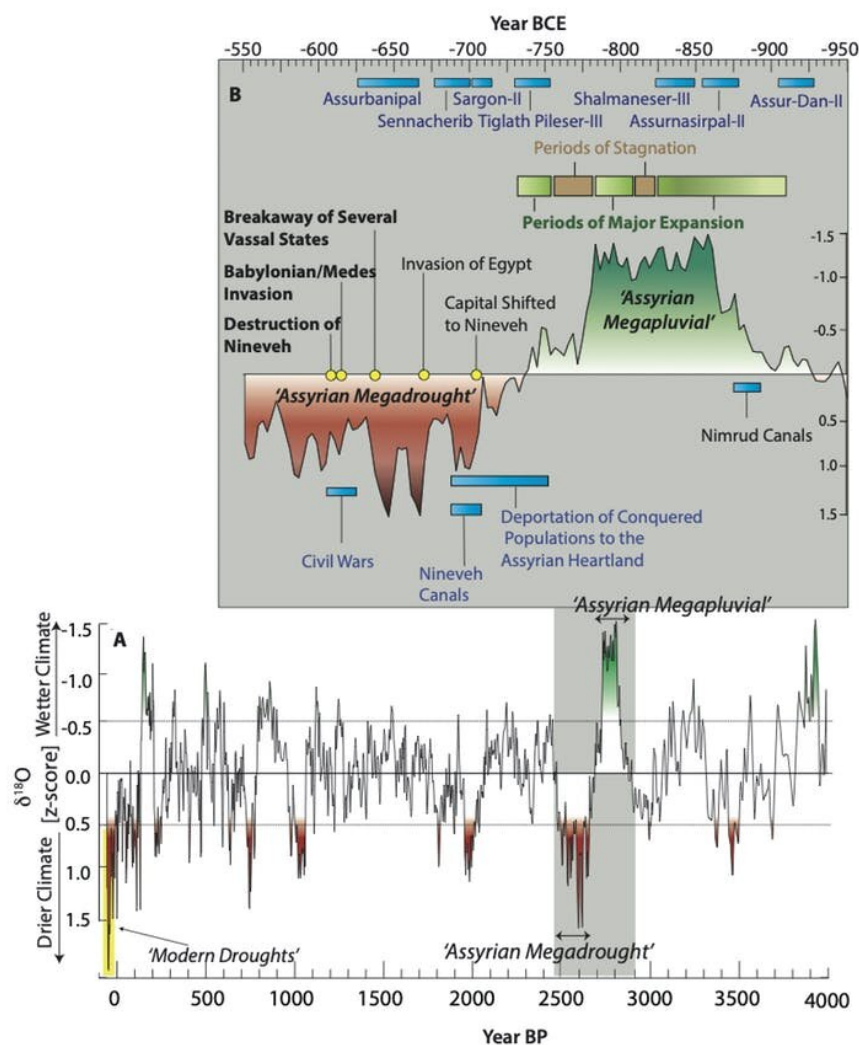 Year BCE
-550 -600 -650 -700 -750 -800 -850 -900 -950
B
Assurbanipal Sargon-II Shalmaneser-III Assur-Dan-II
Sennacherib Tiglath Pileser-III Assurnasirpal-II
Periods of Stagnation
Periods of Major Expansion
Breakaway of Several
Vassal States
Babylonian/Medes
Invasion
Destruction of
Nineveh
Invasion of Egypt
Capital Shifted
to Nineveh
'Assyrian
Megapluvial'
'Assyrian Megadrought'
-1.5
-1.0
-0.5
0.5
1.0
1.5
Nimrud Canals
Civil Wars
Nineveh
Canals
Deportation of Conquered
Populations to the
Assyrian Heartland
A
'Assyrian Megapluvial'
Wetter Climate
δ18O
[z-score]
Drier Climate
-1.5
-1.0
-0.5
0.0
0.5
1.0
1.5
'Modern Droughts'
'Assyrian Megadrought'
0 500 1000 1500 2000 2500 3000 3500 4000
Year BP